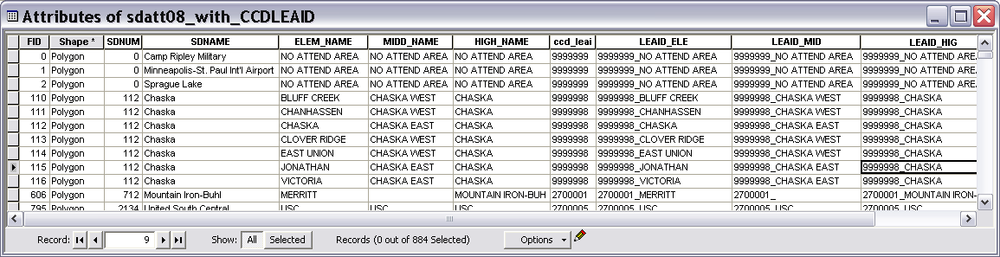 Attributes of sdatt08_with_CCDLEAID
FID Shape * SDNUM SDNAME ELEM_NAME MIDD_NAME HIGH_NAME ccd_leai LEAID_ELE LEAID_MID LEAID_HIG
0 Polygon 0 Camp Ripley Military NO ATTEND AREA NO ATTEND AREA NO ATTEND AREA 9999999 9999999_NO ATTEND AREA 9999999_NO ATTEND AREA 9999999_NO ATTEND AREA
1 Polygon 0 Minneapolis-St. Paul Int'l Airport NO ATTEND AREA NO ATTEND AREA NO ATTEND AREA 9999999 9999999_NO ATTEND AREA 9999999_NO ATTEND AREA 9999999_NO ATTEND AREA
2 Polygon 0 Sprague Lake NO ATTEND AREA NO ATTEND AREA NO ATTEND AREA 9999999 9999999_NO ATTEND AREA 9999999_NO ATTEND AREA 9999999_NO ATTEND AREA
110 Polygon 112 Chaska BLUFF CREEK CHASKA WEST CHASKA 9999998 9999998_BLUFF CREEK 9999998_CHASKA WEST 9999998_CHASKA
111 Polygon 112 Chaska CHANHASSEN CHASKA WEST CHASKA 9999998 9999998_CHANHASSEN 9999998_CHASKA WEST 9999998_CHASKA
112 Polygon 112 Chaska CHASKA CHASKA EAST CHASKA 9999998 9999998_CHASKA 9999998_CHASKA EAST 9999998_CHASKA
113 Polygon 112 Chaska CLOVER RIDGE CHASKA WEST CHASKA 9999998 9999998_CLOVER RIDGE 9999998_CHASKA WEST 9999998_CHASKA
114 Polygon 112 Chaska EAST UNION CHASKA WEST CHASKA 9999998 9999998_EAST UNION 9999998_CHASKA WEST 9999998_CHASKA
115 Polygon 112 Chaska JONATHAN CHASKA EAST CHASKA 9999998 9999998_JONATHAN 9999998_CHASKA EAST 9999998_CHASKA
116 Polygon 112 Chaska VICTORIA CHASKA EAST CHASKA 9999998 9999998_VICTORIA 9999998_CHASKA EAST 9999998_CHASKA
606 Polygon 712 Mountain Iron-Buhl MERRITT MOUNTAIN IRON-BUH 2700001 2700001_MERRITT 2700001_ 2700001_MOUNTAIN IRON-
795 Polygon 2134 United South Central USC USC USC 2700005 2700005_USC 2700005_USC 2700005_USC
Record: 9 Show: All Selected Records (0 out of 884 Selected) Options